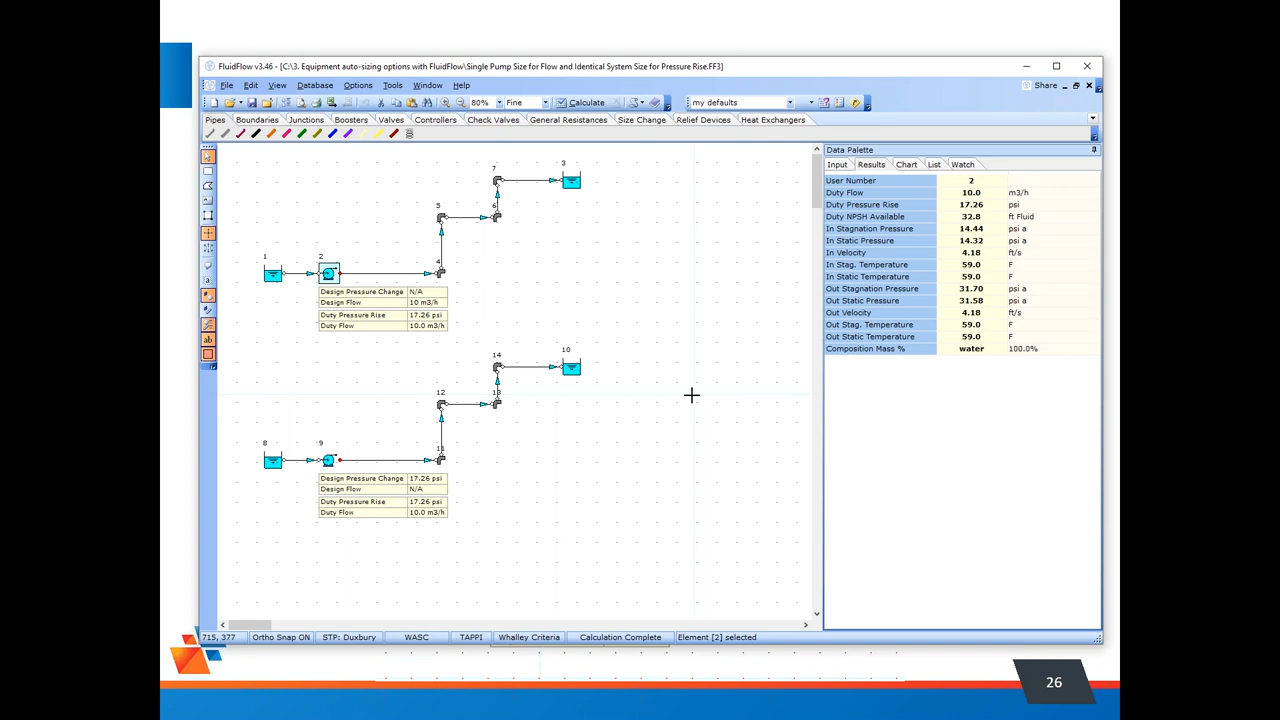 FluidFlow v3.46 - [C:\3. Equipment auto-sizing options with FluidFlow\Single Pump Size for Flow and Identical System Size for Pressure Rise.FF3]
File Edit View Database Options Tools Window Help Share
80% Fine Calculate my defaults
Pipes Boundaries Junctions Boosters Valves Controllers Check Valves General Resistances Size Change Relief Devices Heat Exchangers
Data Palette
Input Results Chart List Watch
User Number 2
Duty Flow 10.0 m3/h
Duty Pressure Rise 17.26 psi
Duty NPSH Available 32.8 ft Fluid
In Stagnation Pressure 14.44 psi a
In Static Pressure 14.32 psi a
In Velocity 4.18 ft/s
In Stag. Temperature 59.0 F
In Static Temperature 59.0 F
Out Stagnation Pressure 31.70 psi a
Out Static Pressure 31.58 psi a
Out Velocity 4.18 ft/s
Out Stag. Temperature 59.0 F
Out Static Temperature 59.0 F
Composition Mass % water 100.0%
3
7
5
6
1
2
4
Design Pressure Change N/A
Design Flow 10 m3/h
Duty Pressure Rise 17.26 psi
Duty Flow 10.0 m3/h
10
14
12
13
8
9
11
Design Pressure Change 17.26 psi
Design Flow N/A
Duty Pressure Rise 17.26 psi
Duty Flow 10.0 m3/h
715, 377 Ortho Snap ON STP: Duxbury WASC TAPPI Whalley Criteria Calculation Complete Element [2] selected
26